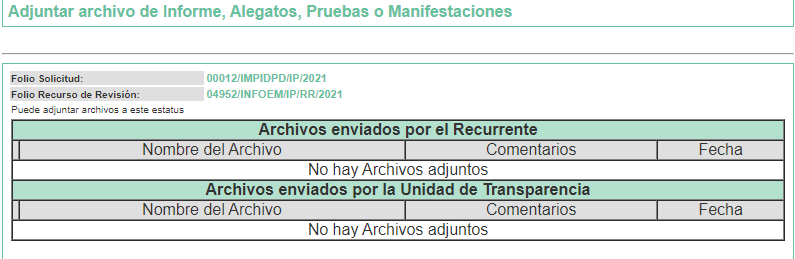 Adjuntar archivo de Informe, Alegatos, Pruebas o Manifestaciones
Folio Solicitud: 00012/IMPIDPD/IP/2021
Folio Recurso de Revisión: 04952/INFOEM/IP/RR/2021
Puede adjuntar archivos a este estatus
Archivos enviados por el Recurrente
Nombre del Archivo Comentarios Fecha
No hay Archivos adjuntos
Archivos enviados por la Unidad de Transparencia
Nombre del Archivo Comentarios Fecha
No hay Archivos adjuntos